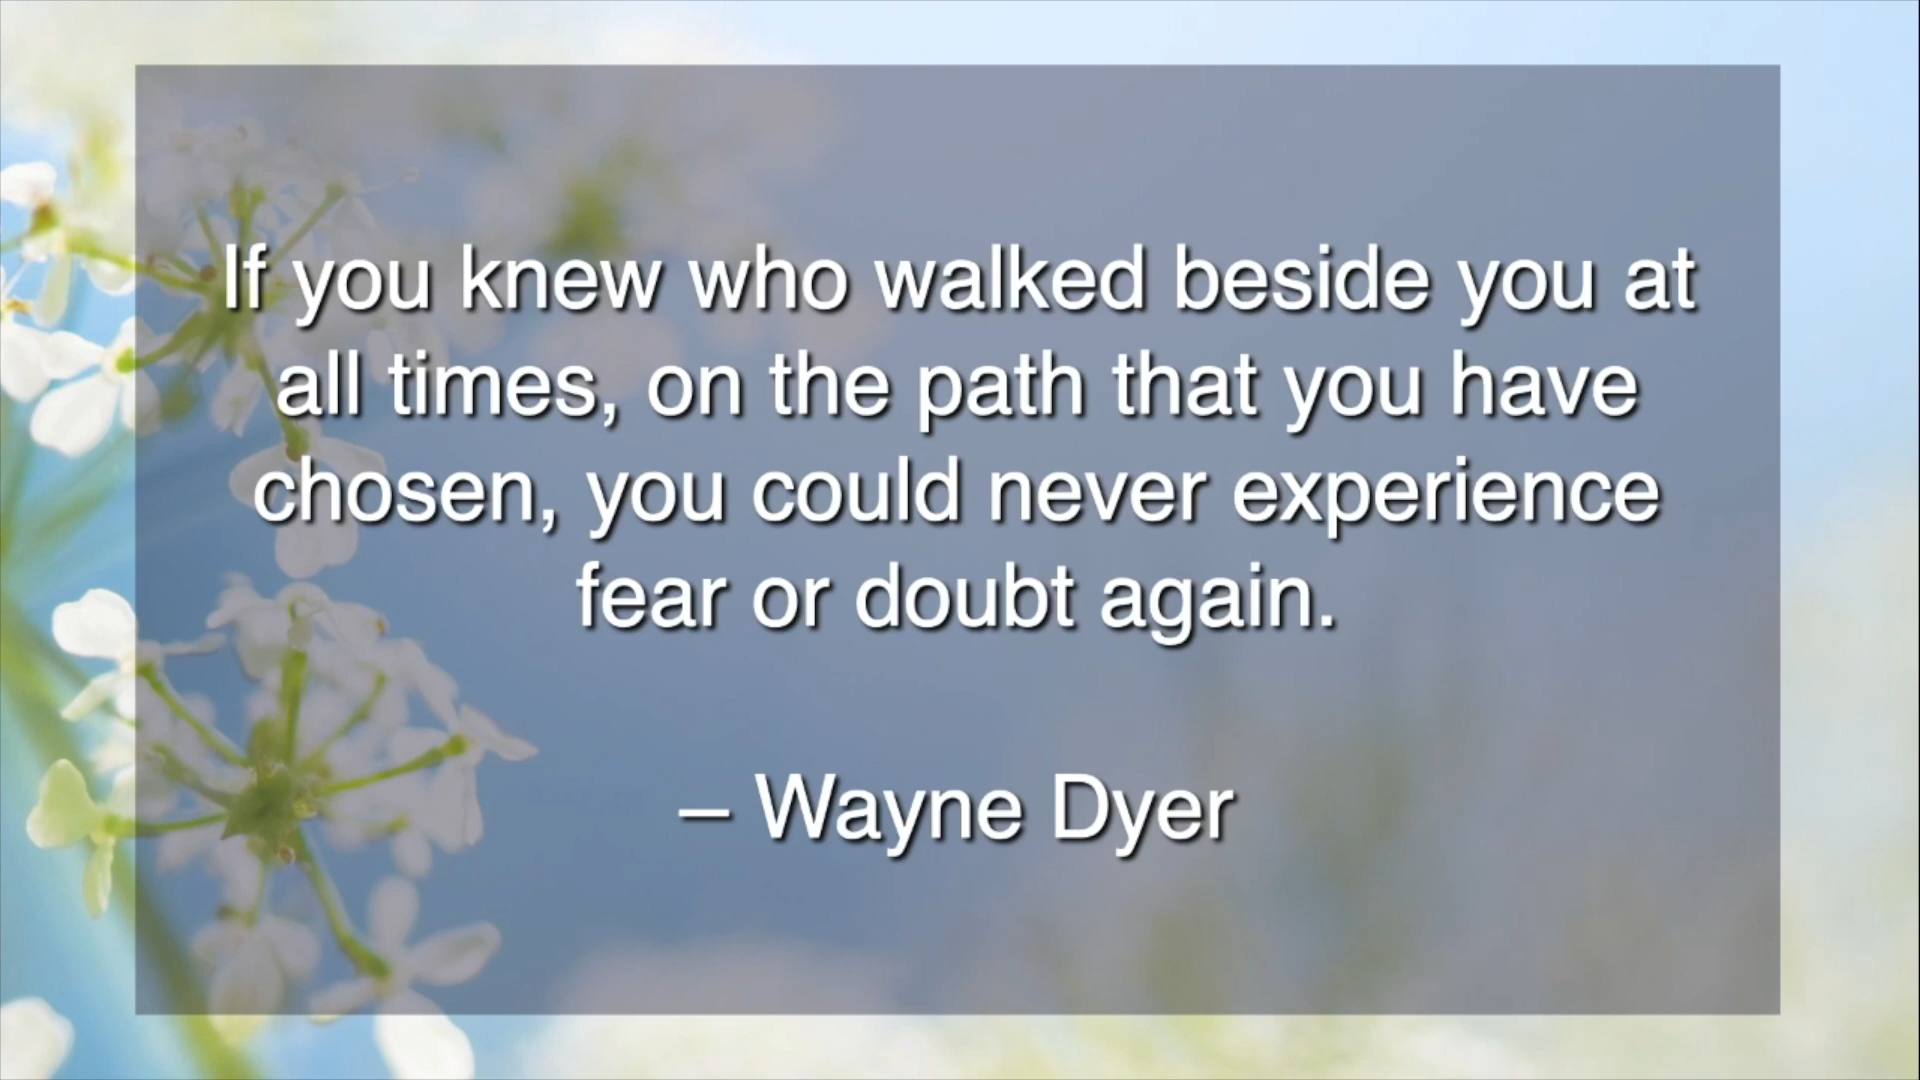 If you knew who walked beside you at
all times, on the path that you have
chosen, you could never experience
fear or doubt again.
– Wayne Dyer